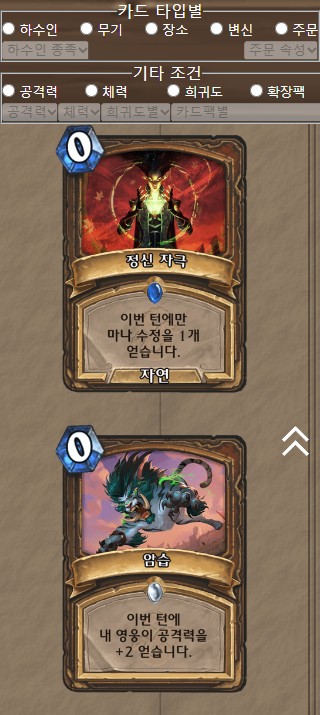 카드 타입별
하수인 무기 장소 변신 주문
하수인 종족 주문 속성
기타 조건
공격력 체력 희귀도 확장팩
공격력 체력 희귀도별 카드팩별
0
정신 자극
이번 턴에만
마나 수정을 1개
얻습니다.
자연
0
암습
이번 턴에
내 영웅이 공격력을
+2 얻습니다.